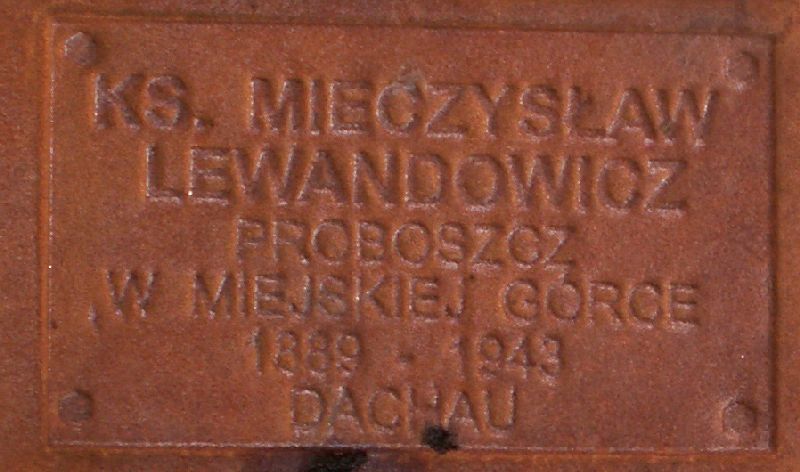 KS. MIECZYSŁAW
LEWANDOWICZ
PROBOSZCZ
W MIEJSKIEJ GÓRCE
1889 - 1943
DACHAU